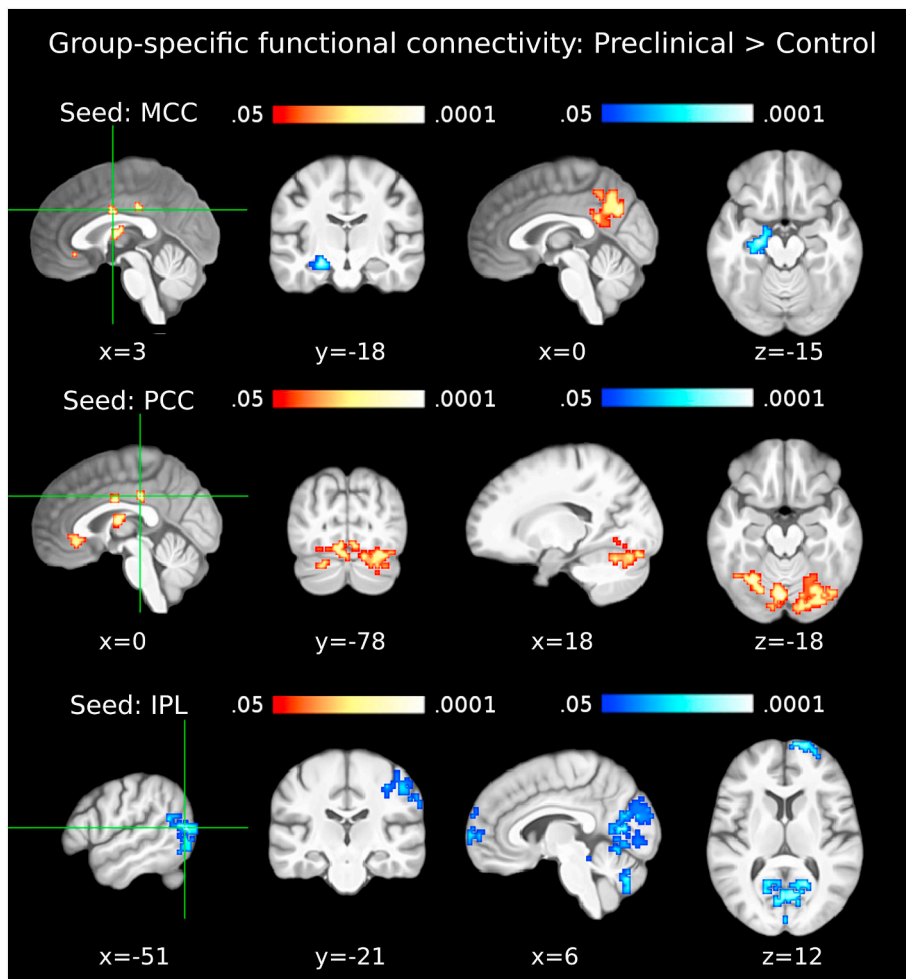 Group-specific functional connectivity: Preclinical > Control
Seed: MCC .05 .0001 .05 .0001
x=3 y=-18 x=0 z=-15
Seed: PCC .05 .0001 .05 .0001
x=0 y=-78 x=18 z=-18
Seed: IPL .05 .0001 .05 .0001
x=-51 y=-21 x=6 z=12